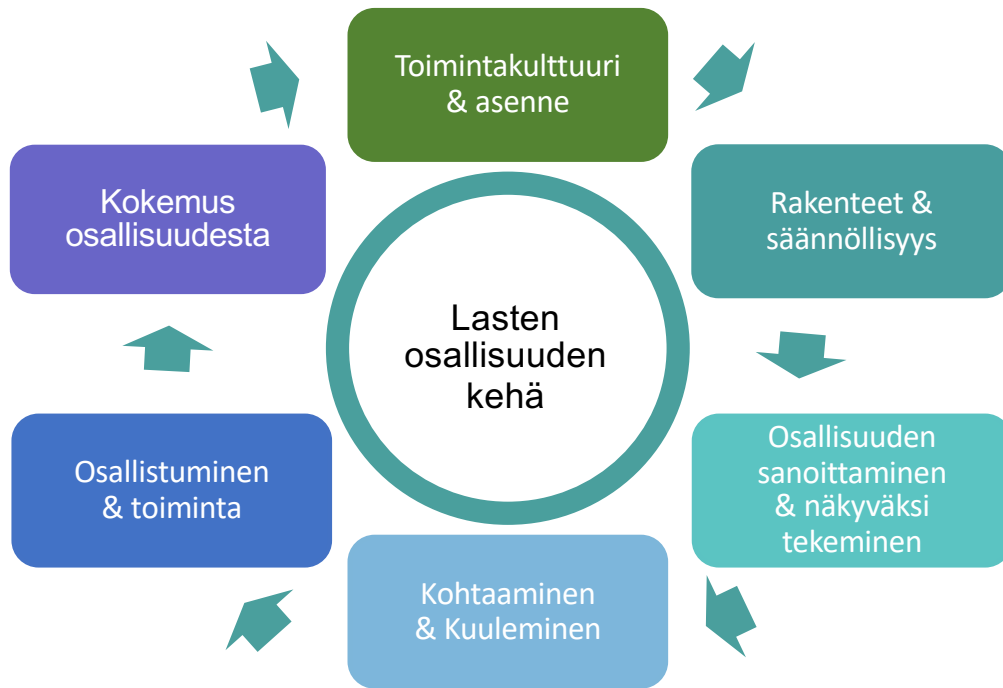 Toimintakulttuuri
& asenne
Rakenteet &
säännöllisyys
Osallisuuden
sanoittaminen
& näkyväksi
tekeminen
Kohtaaminen
& Kuuleminen
Osallistuminen
& toiminta
Kokemus
osallisuudesta
Lasten
osallisuuden
kehä